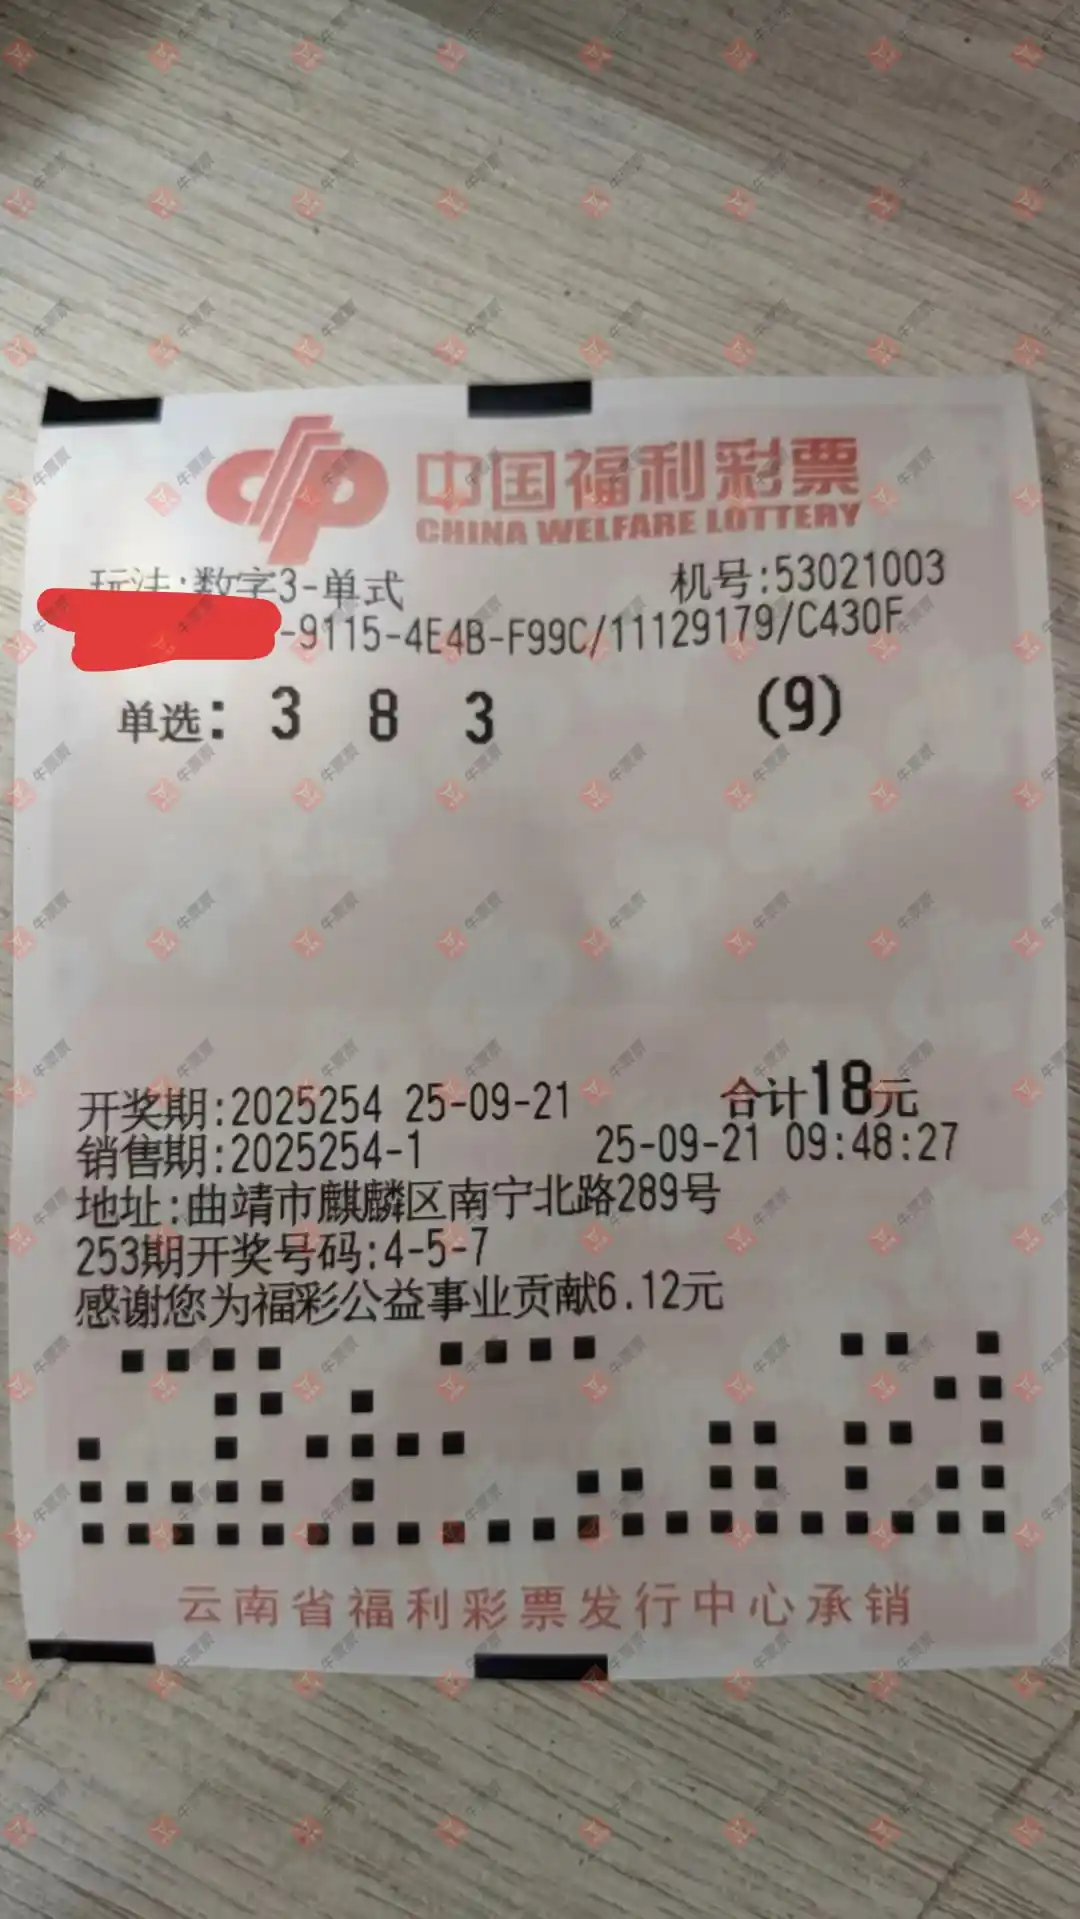 中国福利彩票
CHINA WELFARE LOTTERY
玩法:数字3-单式 机号:53021003
-9115-4E4B-F99C/11129179/C430F
单选: 3 8 3 (9)
开奖期:2025254 25-09-21 合计18元
销售期:2025254-1 25-09-21 09:48:27
地址:曲靖市麒麟区南宁北路289号
253期开奖号码:4-5-7
感谢您为福彩公益事业贡献6.12元
云南省福利彩票发行中心承销
牛票票